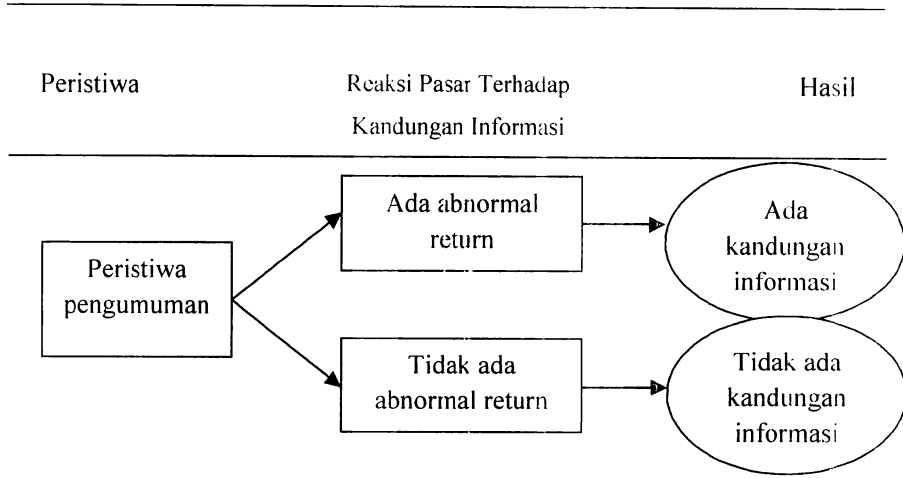 Peristiwa
Reaksi Pasar Terhadap
Kandungan Informasi
Hasil
Peristiwa
pengumuman
Ada abnormal
return
Ada
kandungan
informasi
Tidak ada
abnormal return
Tidak ada
kandungan
informasi